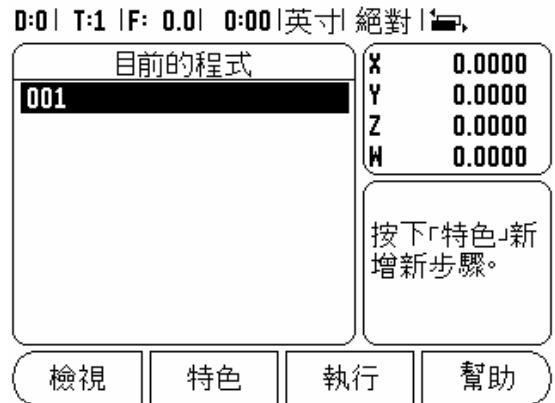 D:0| T:1 |F: 0.0| 0:00|英寸| 絕對|
目前的程式
001
X 0.0000
Y 0.0000
Z 0.0000
W 0.0000
按下「特色」新
增新步驟。
檢視 特色 執行 幫助